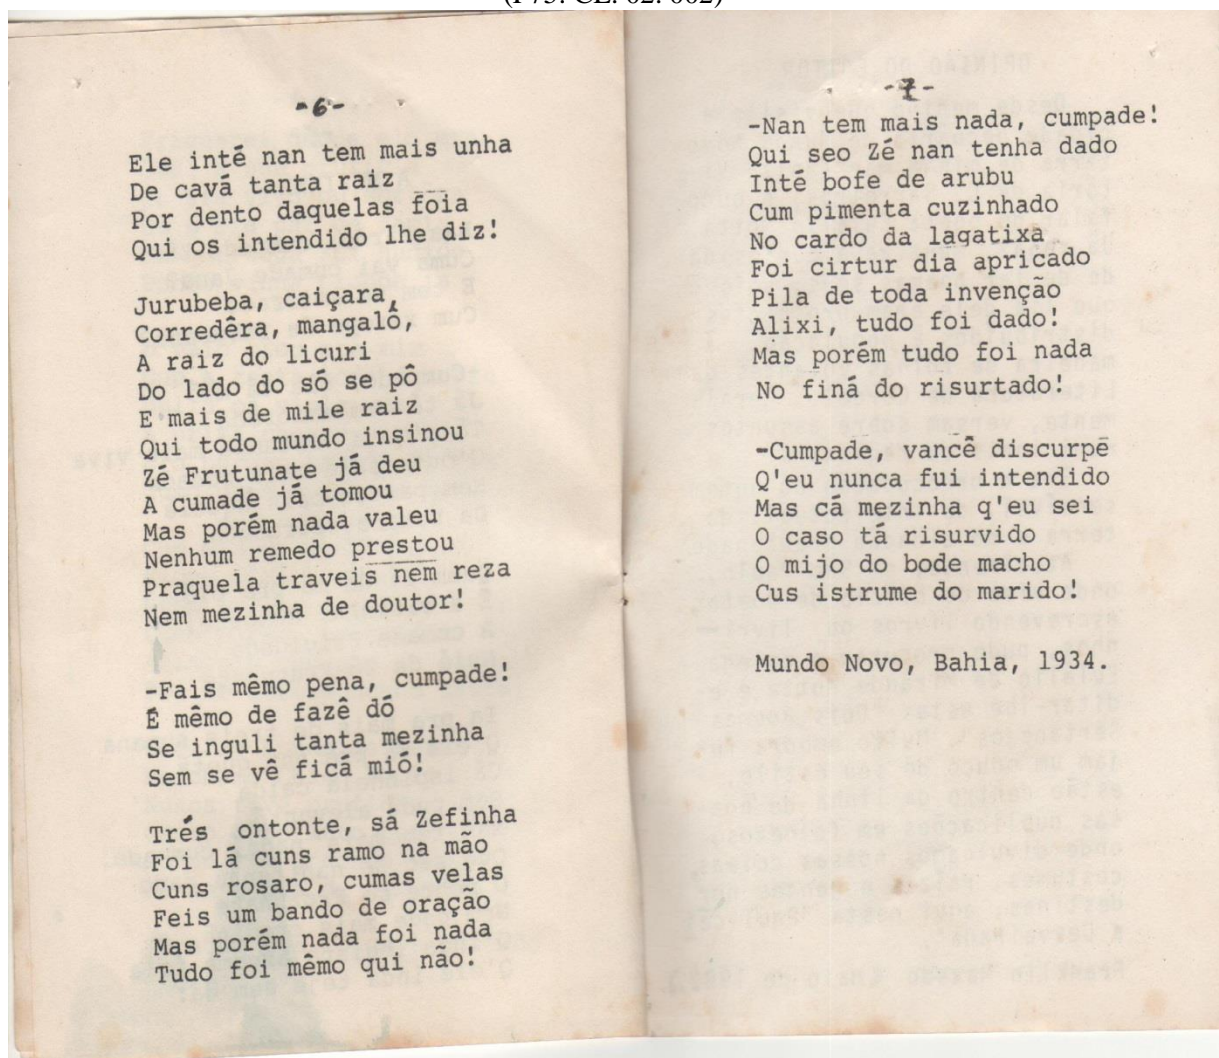 -6-
Ele inté nan tem mais unha
De cavá tanta raiz
Por dento daquelas foia
Qui os intendido lhe diz!
Jurubeba, caiçara,
Corredêra, mangalô,
A raiz do licuri
Do lado do só se pô
E mais de mile raiz
Qui todo mundo insinou
Zé Frutunate já deu
A cumade já tomou
Mas porém nada valeu
Nenhum remedo prestou
Praquela traveis nem reza
Nem mezinha de doutor!
-Fais mêmo pena, cumpade!
É mêmo de fazê dó
Se inguli tanta mezinha
Sem se vê ficá mió!
Trés ontonte, sá Zefinha
Foi lá cuns ramo na mão
Cuns rosaro, cumas velas
Feis um bando de oração
Mas porém nada foi nada
Tudo foi mêmo qui não!
-7-
-Nan tem mais nada, cumpade!
Qui seo Zé nan tenha dado
Inté bofe de arubu
Cum pimenta cuzinhado
No cardo da lagatixa
Foi cirtur dia apricado
Pila de toda invenção
Alixi, tudo foi dado!
Mas porém tudo foi nada
No finá do risurtado!
-Cumpade, vancê discurpe
Q'eu nunca fui intendido
Mas cá mezinha q'eu sei
O caso tá risurvido
O mijo do bode macho
Cus istrume do marido!
Mundo Novo, Bahia, 1934.